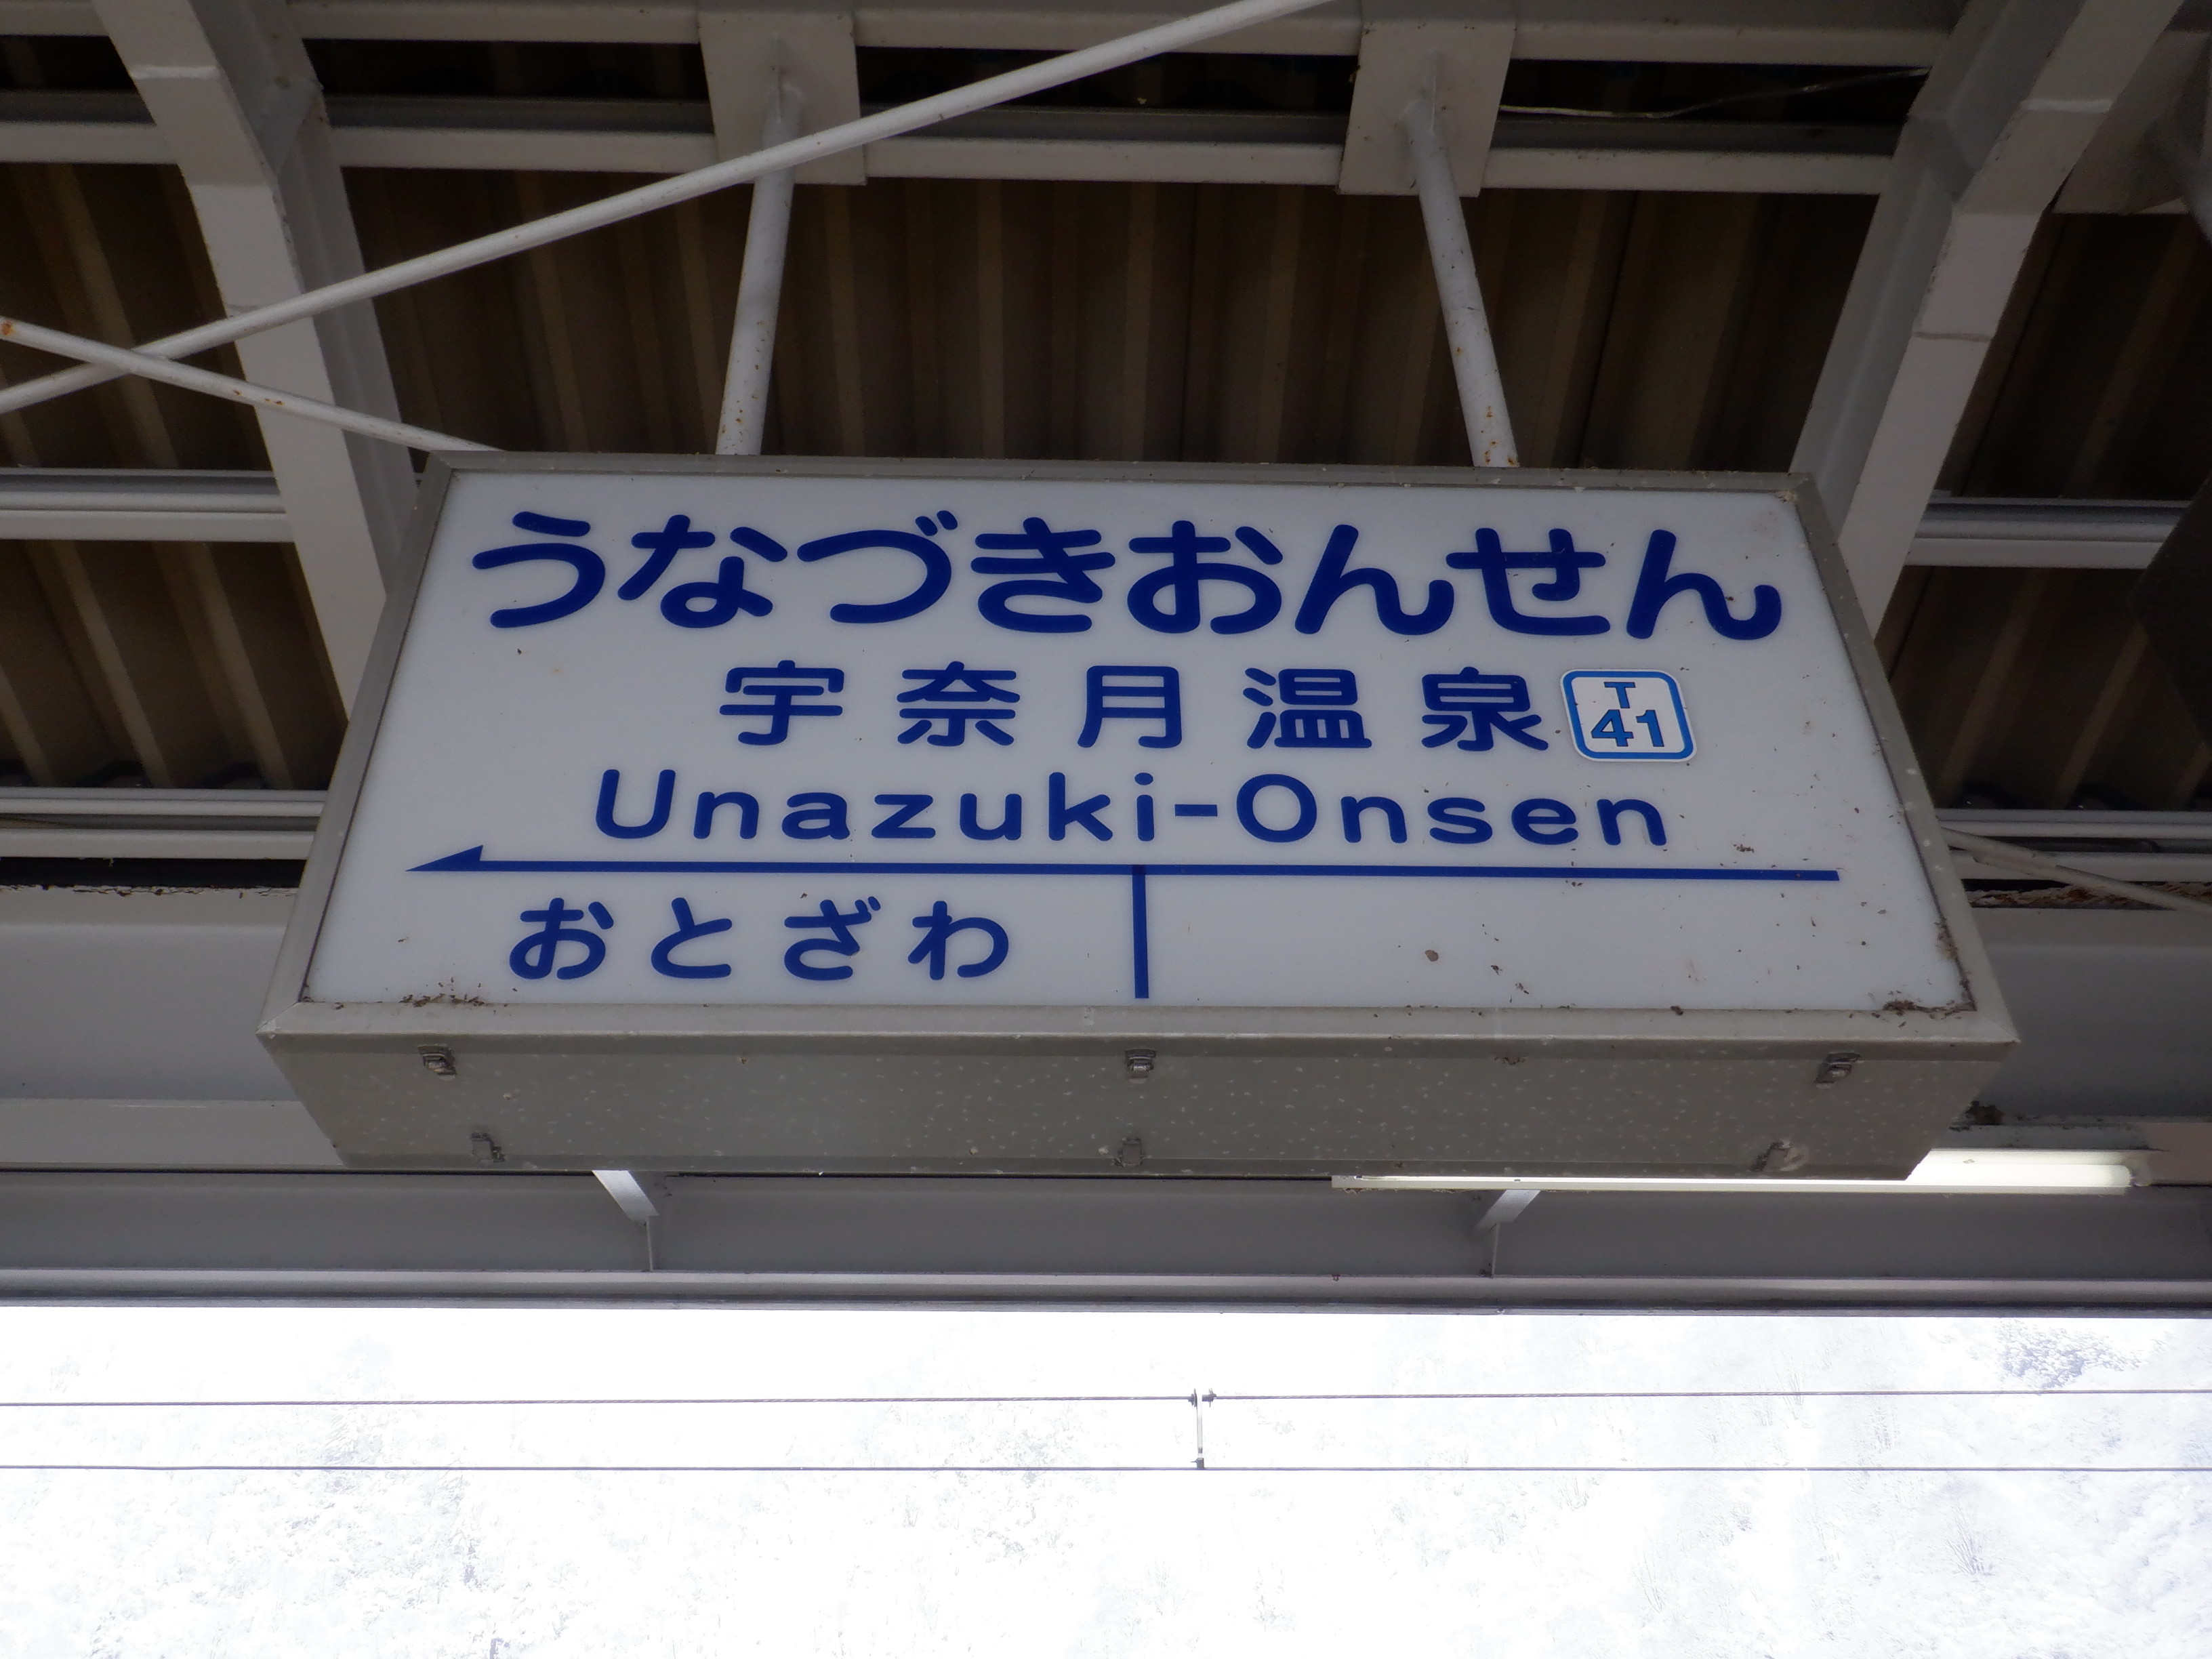 うなづきおんせん
宇奈月温泉
T
41
Unazuki-Onsen
おとざわ